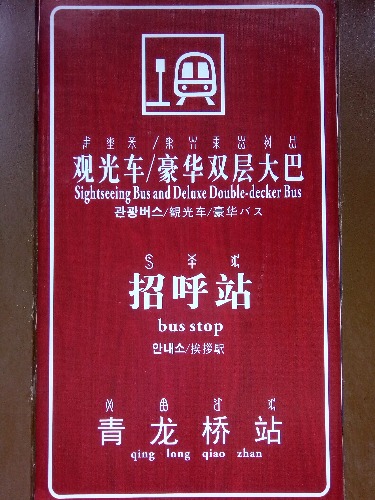 观光车/豪华双层大巴
Sightseeing Bus and Deluxe Double-decker Bus
관광버스/観光车/豪华バス
招呼站
bus stop
안내소/挨拶駅
青龙桥站
qing long qiao zhan